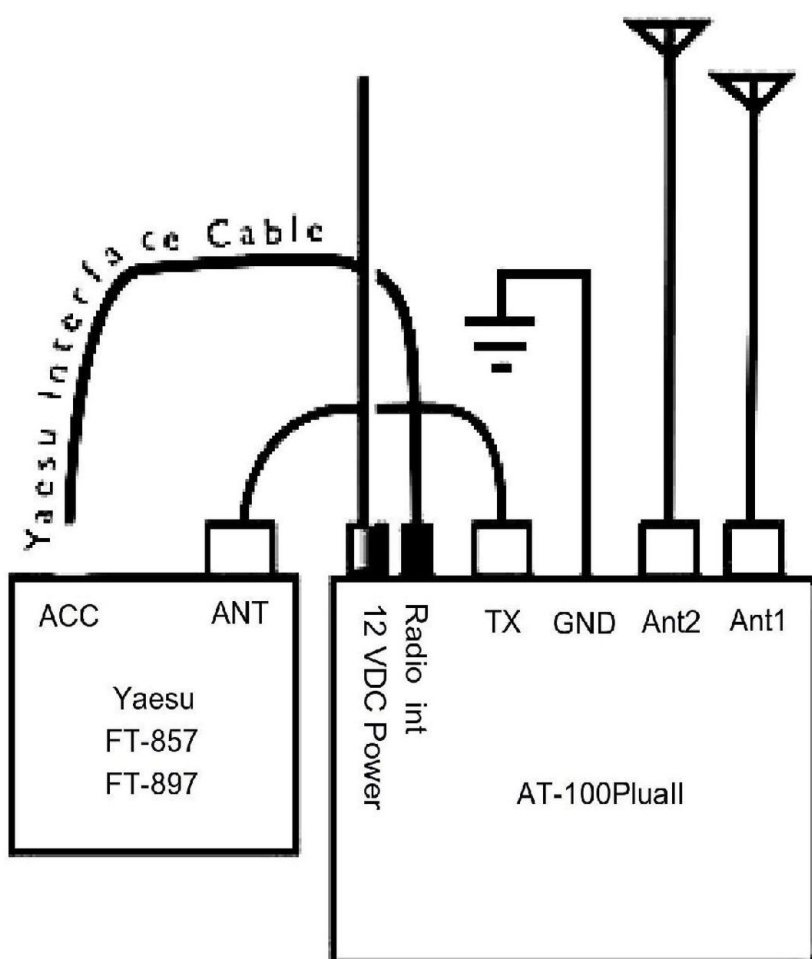 Yaesu Interface Cable
ACC
ANT
Yaesu
FT-857
FT-897
12 VDC Power
Radio int
TX
GND
Ant2
Ant1
AT-100PluaII